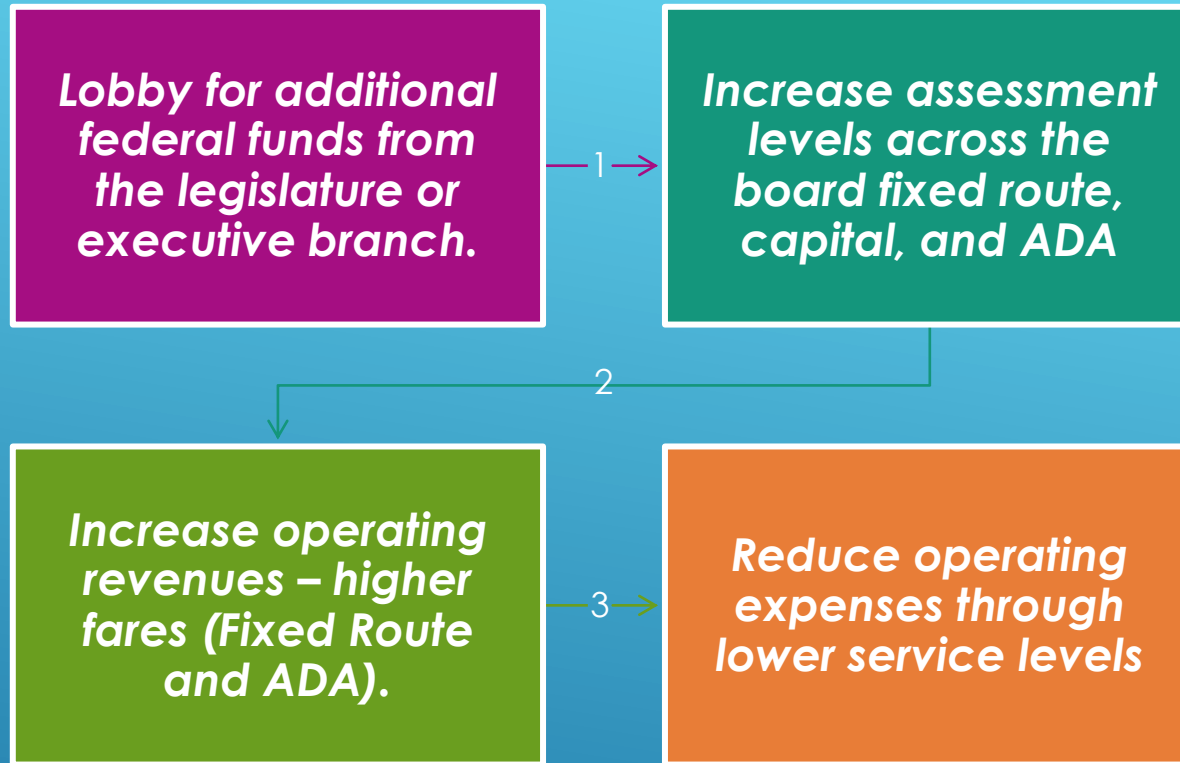 Lobby for additional
federal funds from
the legislature or
executive branch.
1
Increase assessment
levels across the
board fixed route,
capital, and ADA
2
Increase operating
revenues – higher
fares (Fixed Route
and ADA).
3
Reduce operating
expenses through
lower service levels